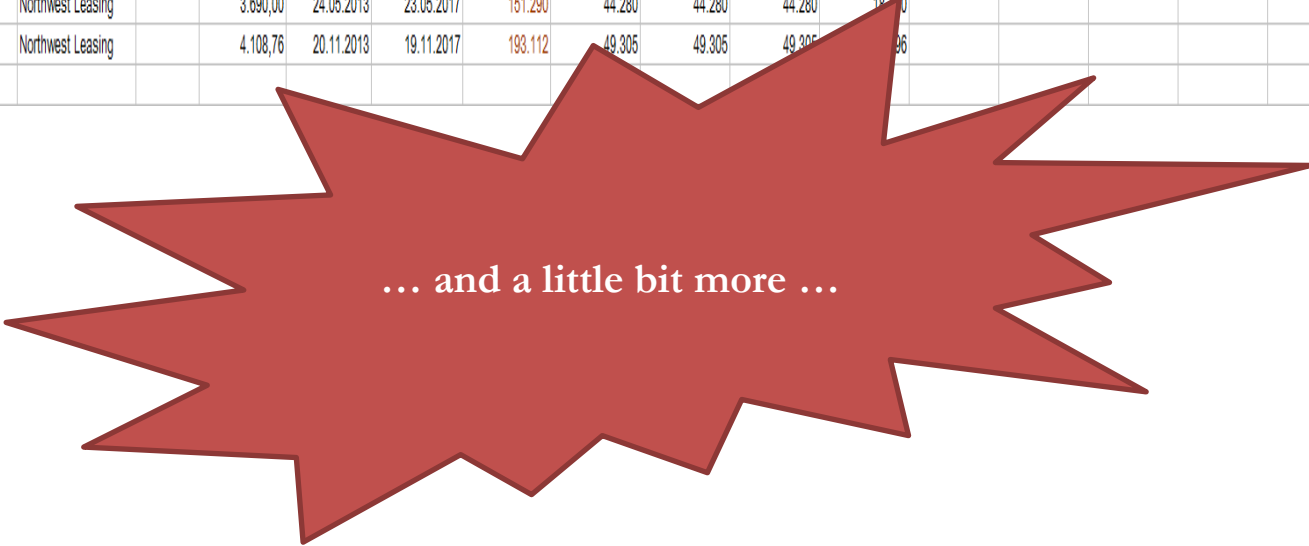 Northwest Leasing 3.690,00 24.05.2013 23.05.2017 151.290 44.280 44.280 44.280
Northwest Leasing 4.108,76 20.11.2013 19.11.2017 193.112 49.305 49.305 49.305
… and a little bit more …